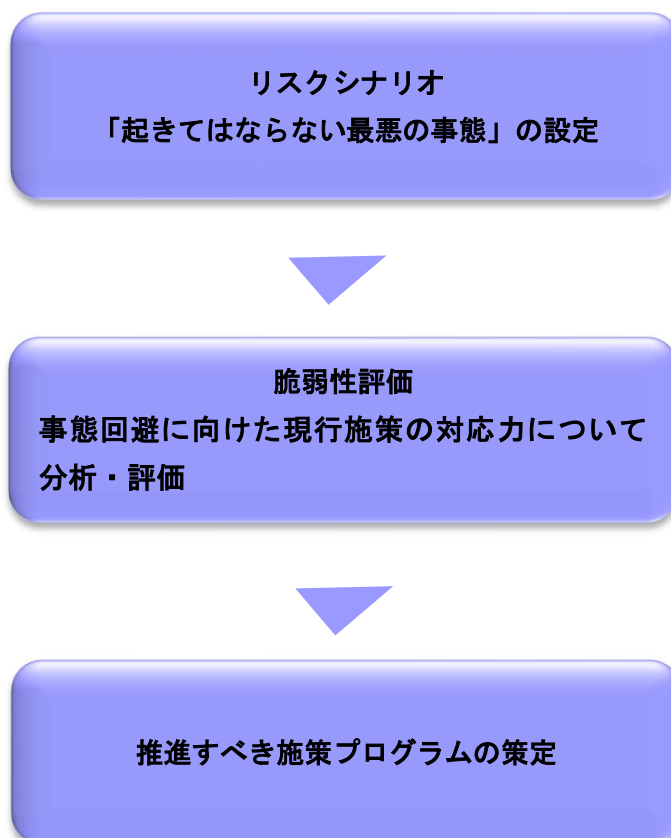 リスクシナリオ
「起きてはならない最悪の事態」の設定
脆弱性評価
事態回避に向けた現行施策の対応力について
分析・評価
推進すべき施策プログラムの策定